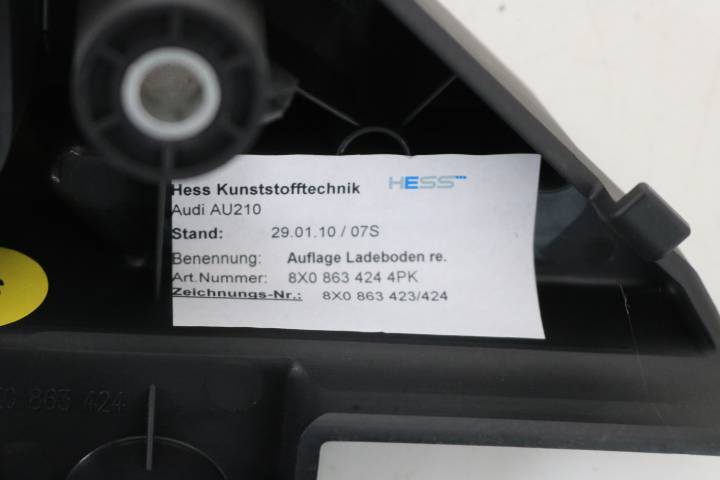 Hess Kunststofftechnik HESS
Audi AU210
Stand: 29.01.10 / 07S
Benennung: Auflage Ladeboden re.
Art.Nummer: 8X0 863 424 4PK
Zeichnungs-Nr.: 8X0 863 423/424
863 424